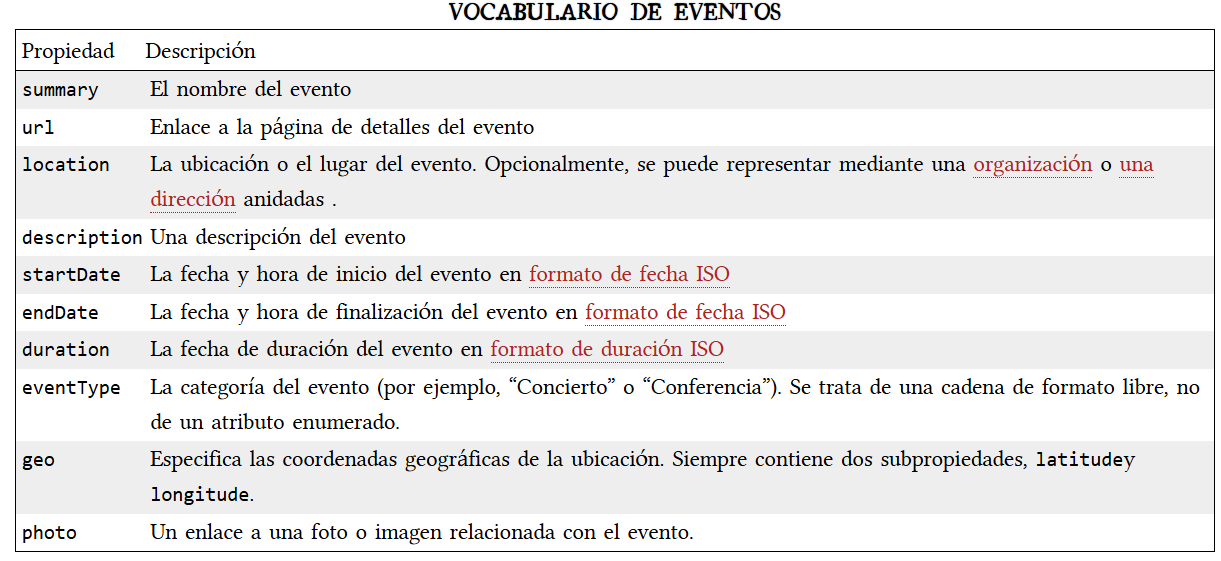 VOCABULARIO DE EVENTOS
Propiedad Descripción
summary El nombre del evento
url Enlace a la página de detalles del evento
location La ubicación o el lugar del evento. Opcionalmente, se puede representar mediante una organización o una
dirección anidadas .
description Una descripción del evento
startDate La fecha y hora de inicio del evento en formato de fecha ISO
endDate La fecha y hora de finalización del evento en formato de fecha ISO
duration La fecha de duración del evento en formato de duración ISO
eventType La categoría del evento (por ejemplo, “Concierto” o “Conferencia”). Se trata de una cadena de formato libre, no
de un atributo enumerado.
geo Especifica las coordenadas geográficas de la ubicación. Siempre contiene dos subpropiedades, latitudey
longitude.
photo Un enlace a una foto o imagen relacionada con el evento.